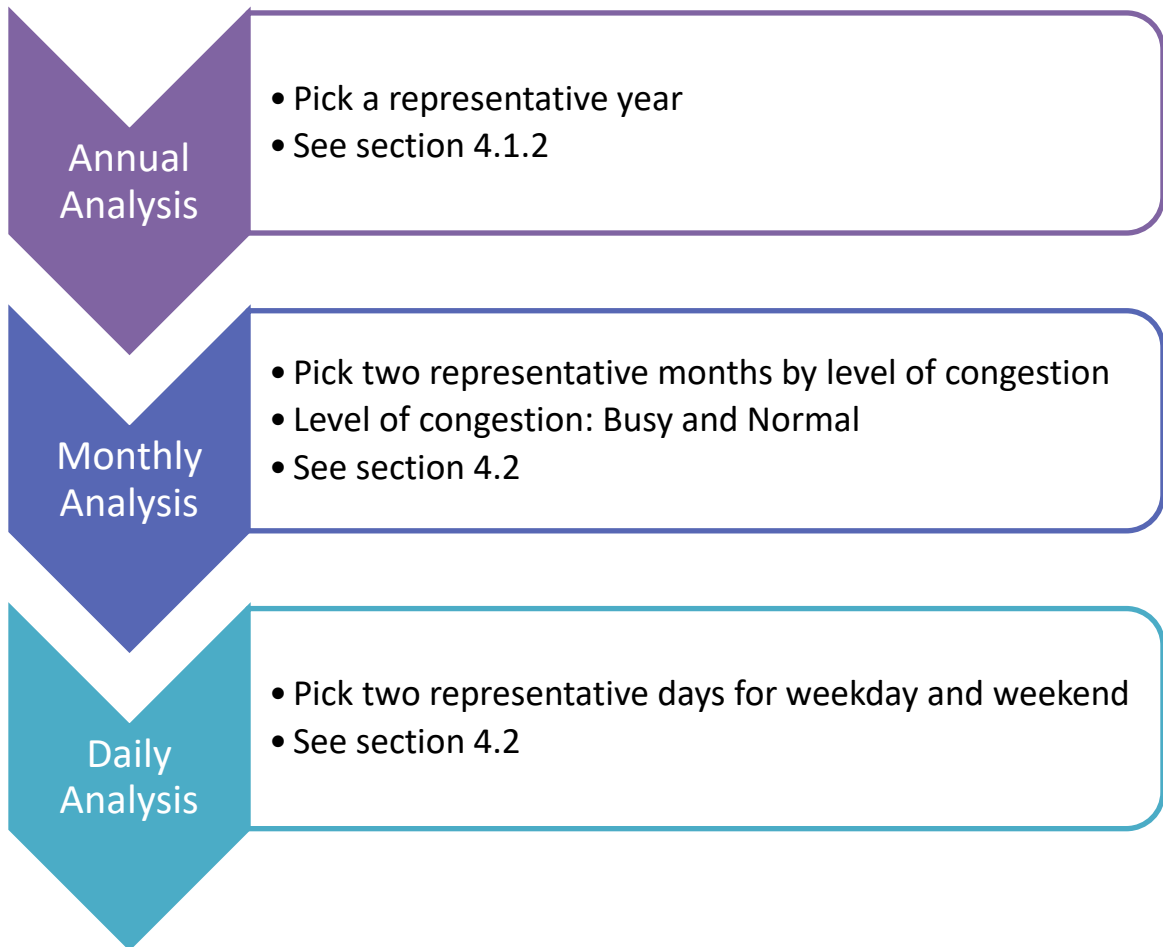 Annual
Analysis
• Pick a representative year
• See section 4.1.2
Monthly
Analysis
• Pick two representative months by level of congestion
• Level of congestion: Busy and Normal
• See section 4.2
Daily
Analysis
• Pick two representative days for weekday and weekend
• See section 4.2